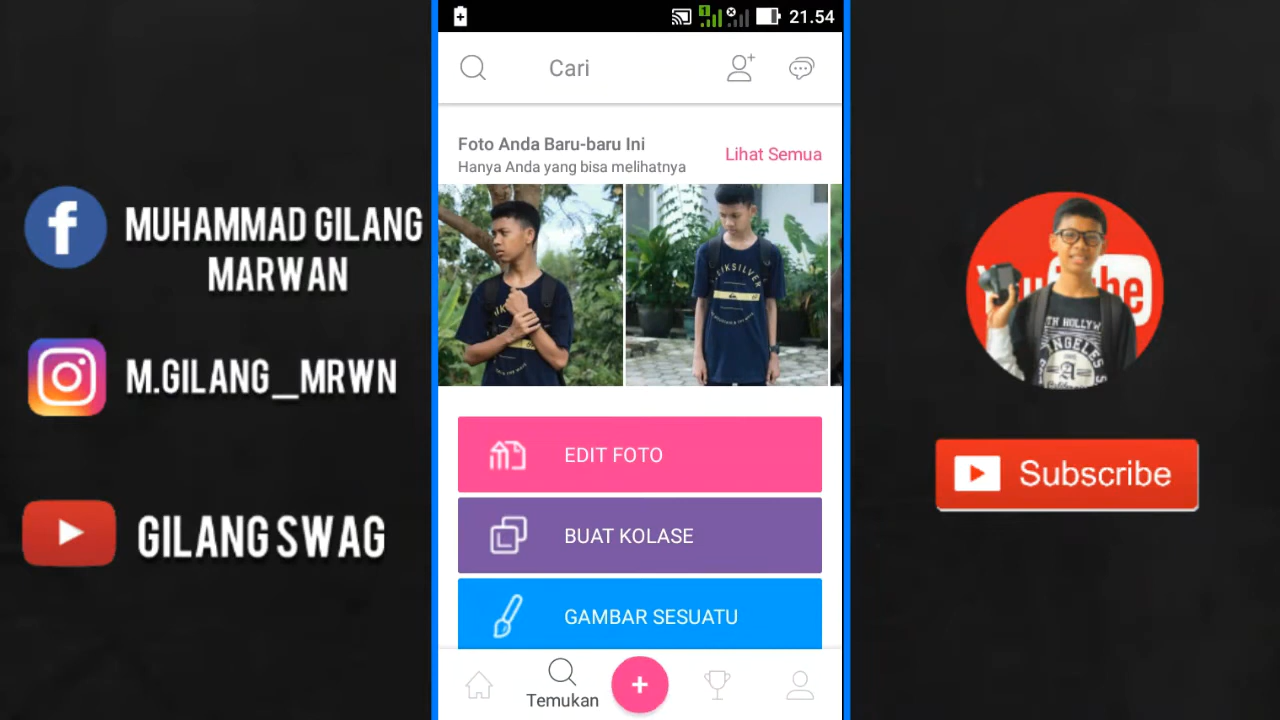 21.54
Cari
Foto Anda Baru-baru Ini
Hanya Anda yang bisa melihatnya
Lihat Semua
EDIT FOTO
BUAT KOLASE
GAMBAR SESUATU
Temukan
MUHAMMAD GILANG
MARWAN
M.GILANG__MRWN
GILANG SWAG
Subscribe